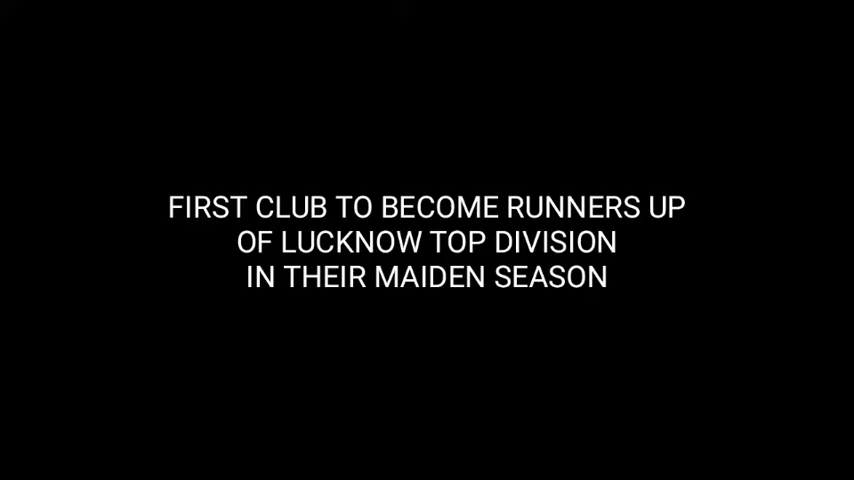 FIRST CLUB TO BECOME RUNNERS UP
OF LUCKNOW TOP DIVISION
IN THEIR MAIDEN SEASON